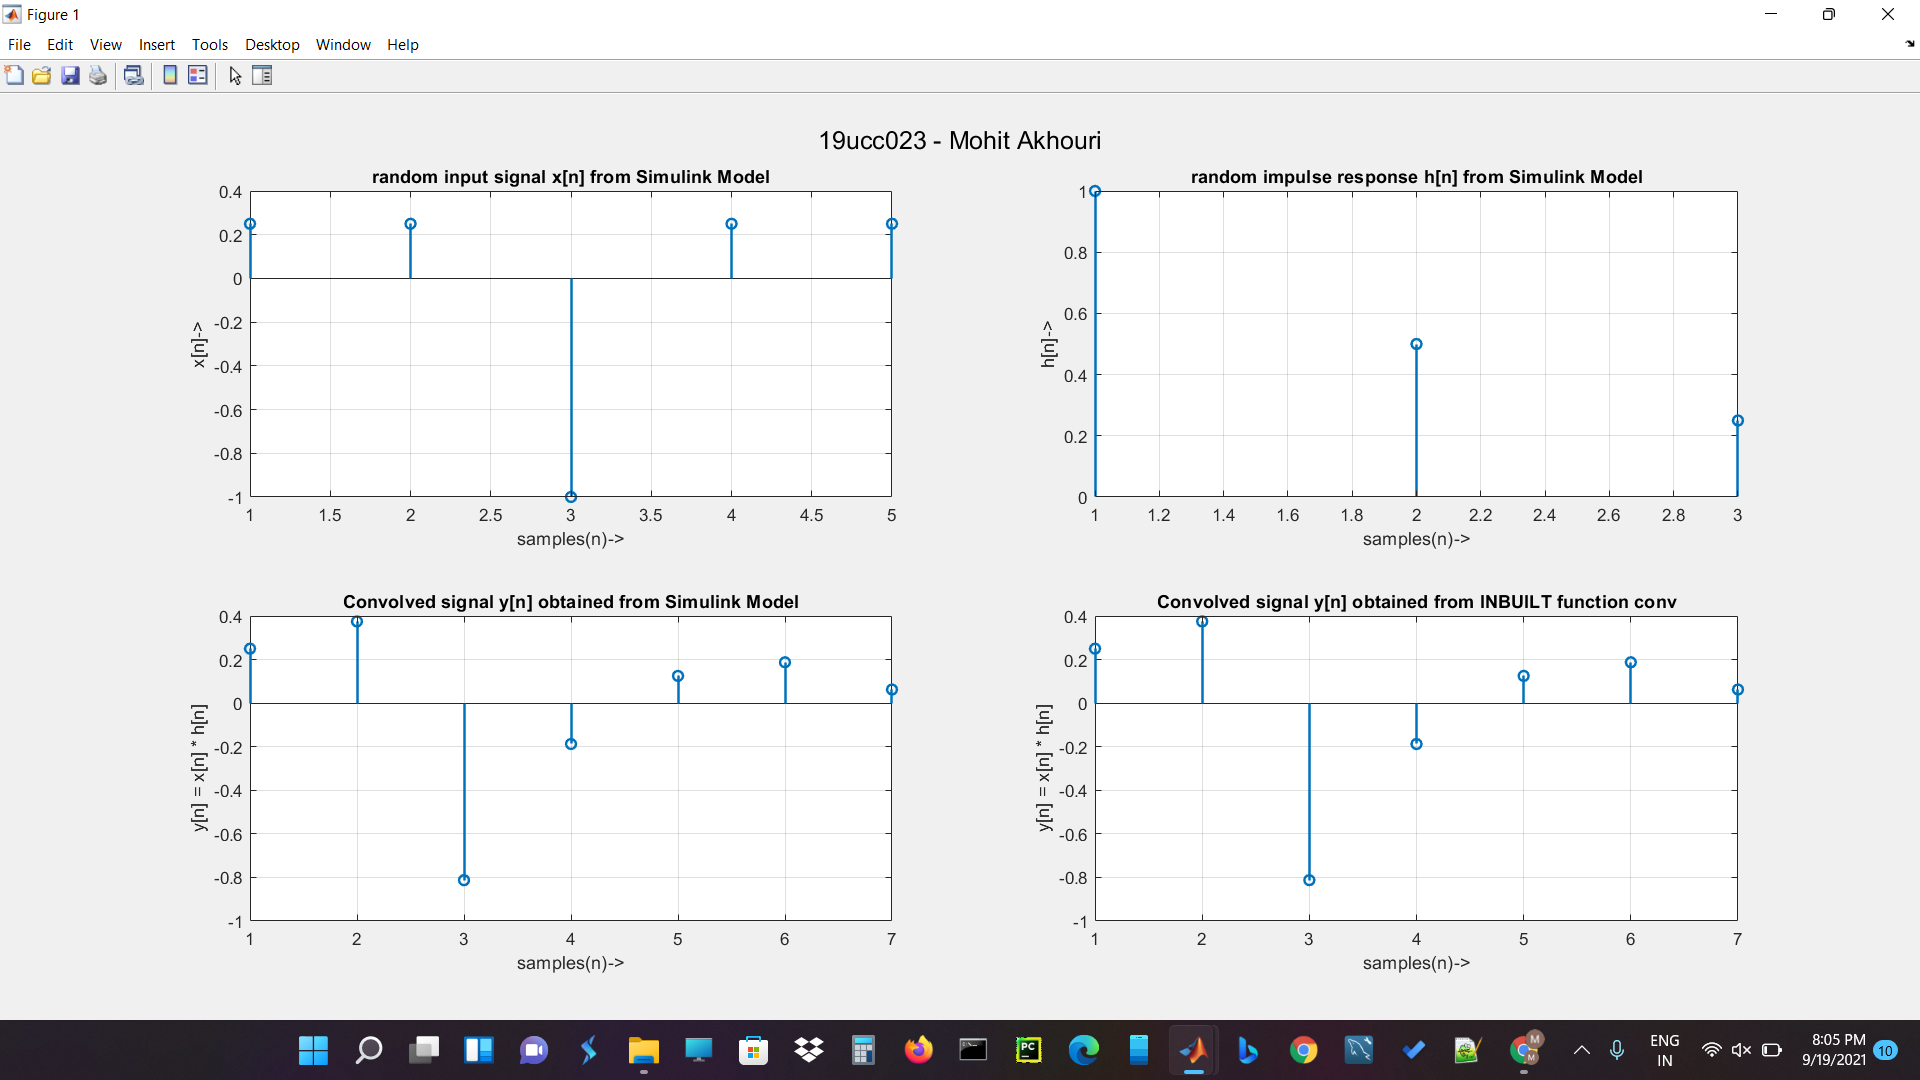 Figure 1
File Edit View Insert Tools Desktop Window Help
19ucc023 - Mohit Akhouri
random input signal x[n] from Simulink Model
0.4
0.2
0
-0.2
-0.4
-0.6
-0.8
-1
x[n]->
1 1.5 2 2.5 3 3.5 4 4.5 5
samples(n)->
random impulse response h[n] from Simulink Model
1
0.8
0.6
0.4
0.2
0
h[n]->
1 1.2 1.4 1.6 1.8 2 2.2 2.4 2.6 2.8 3
samples(n)->
Convolved signal y[n] obtained from Simulink Model
0.4
0.2
0
-0.2
-0.4
-0.6
-0.8
-1
y[n] = x[n] * h[n]
1 2 3 4 5 6 7
samples(n)->
Convolved signal y[n] obtained from INBUILT function conv
0.4
0.2
0
-0.2
-0.4
-0.6
-0.8
-1
y[n] = x[n] * h[n]
1 2 3 4 5 6 7
samples(n)->
PC
M
M
ENG
IN
8:05 PM
9/19/2021
10